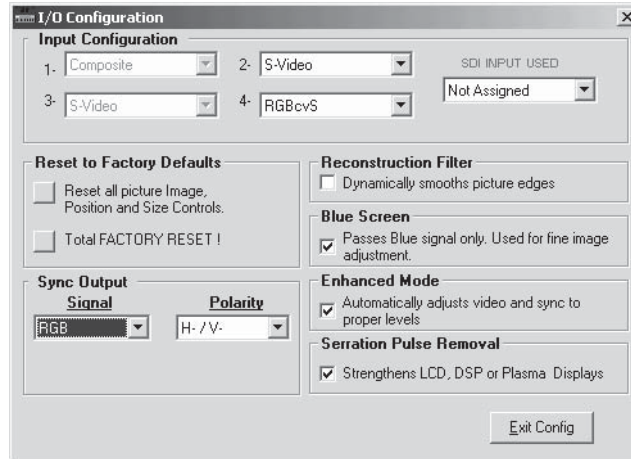 I/O Configuration
Input Configuration
1- Composite
2- S-Video
SDI INPUT USED
Not Assigned
3- S-Video
4- RGBcvS
Reset to Factory Defaults
Reset all picture Image,
Position and Size Controls.
Total FACTORY RESET !
Sync Output
Signal
Polarity
RGB
H- / V-
Reconstruction Filter
Dynamically smooths picture edges
Blue Screen
Passes Blue signal only. Used for fine image
adjustment.
Enhanced Mode
Automatically adjusts video and sync to
proper levels
Serration Pulse Removal
Strengthens LCD, DSP or Plasma Displays
Exit Config